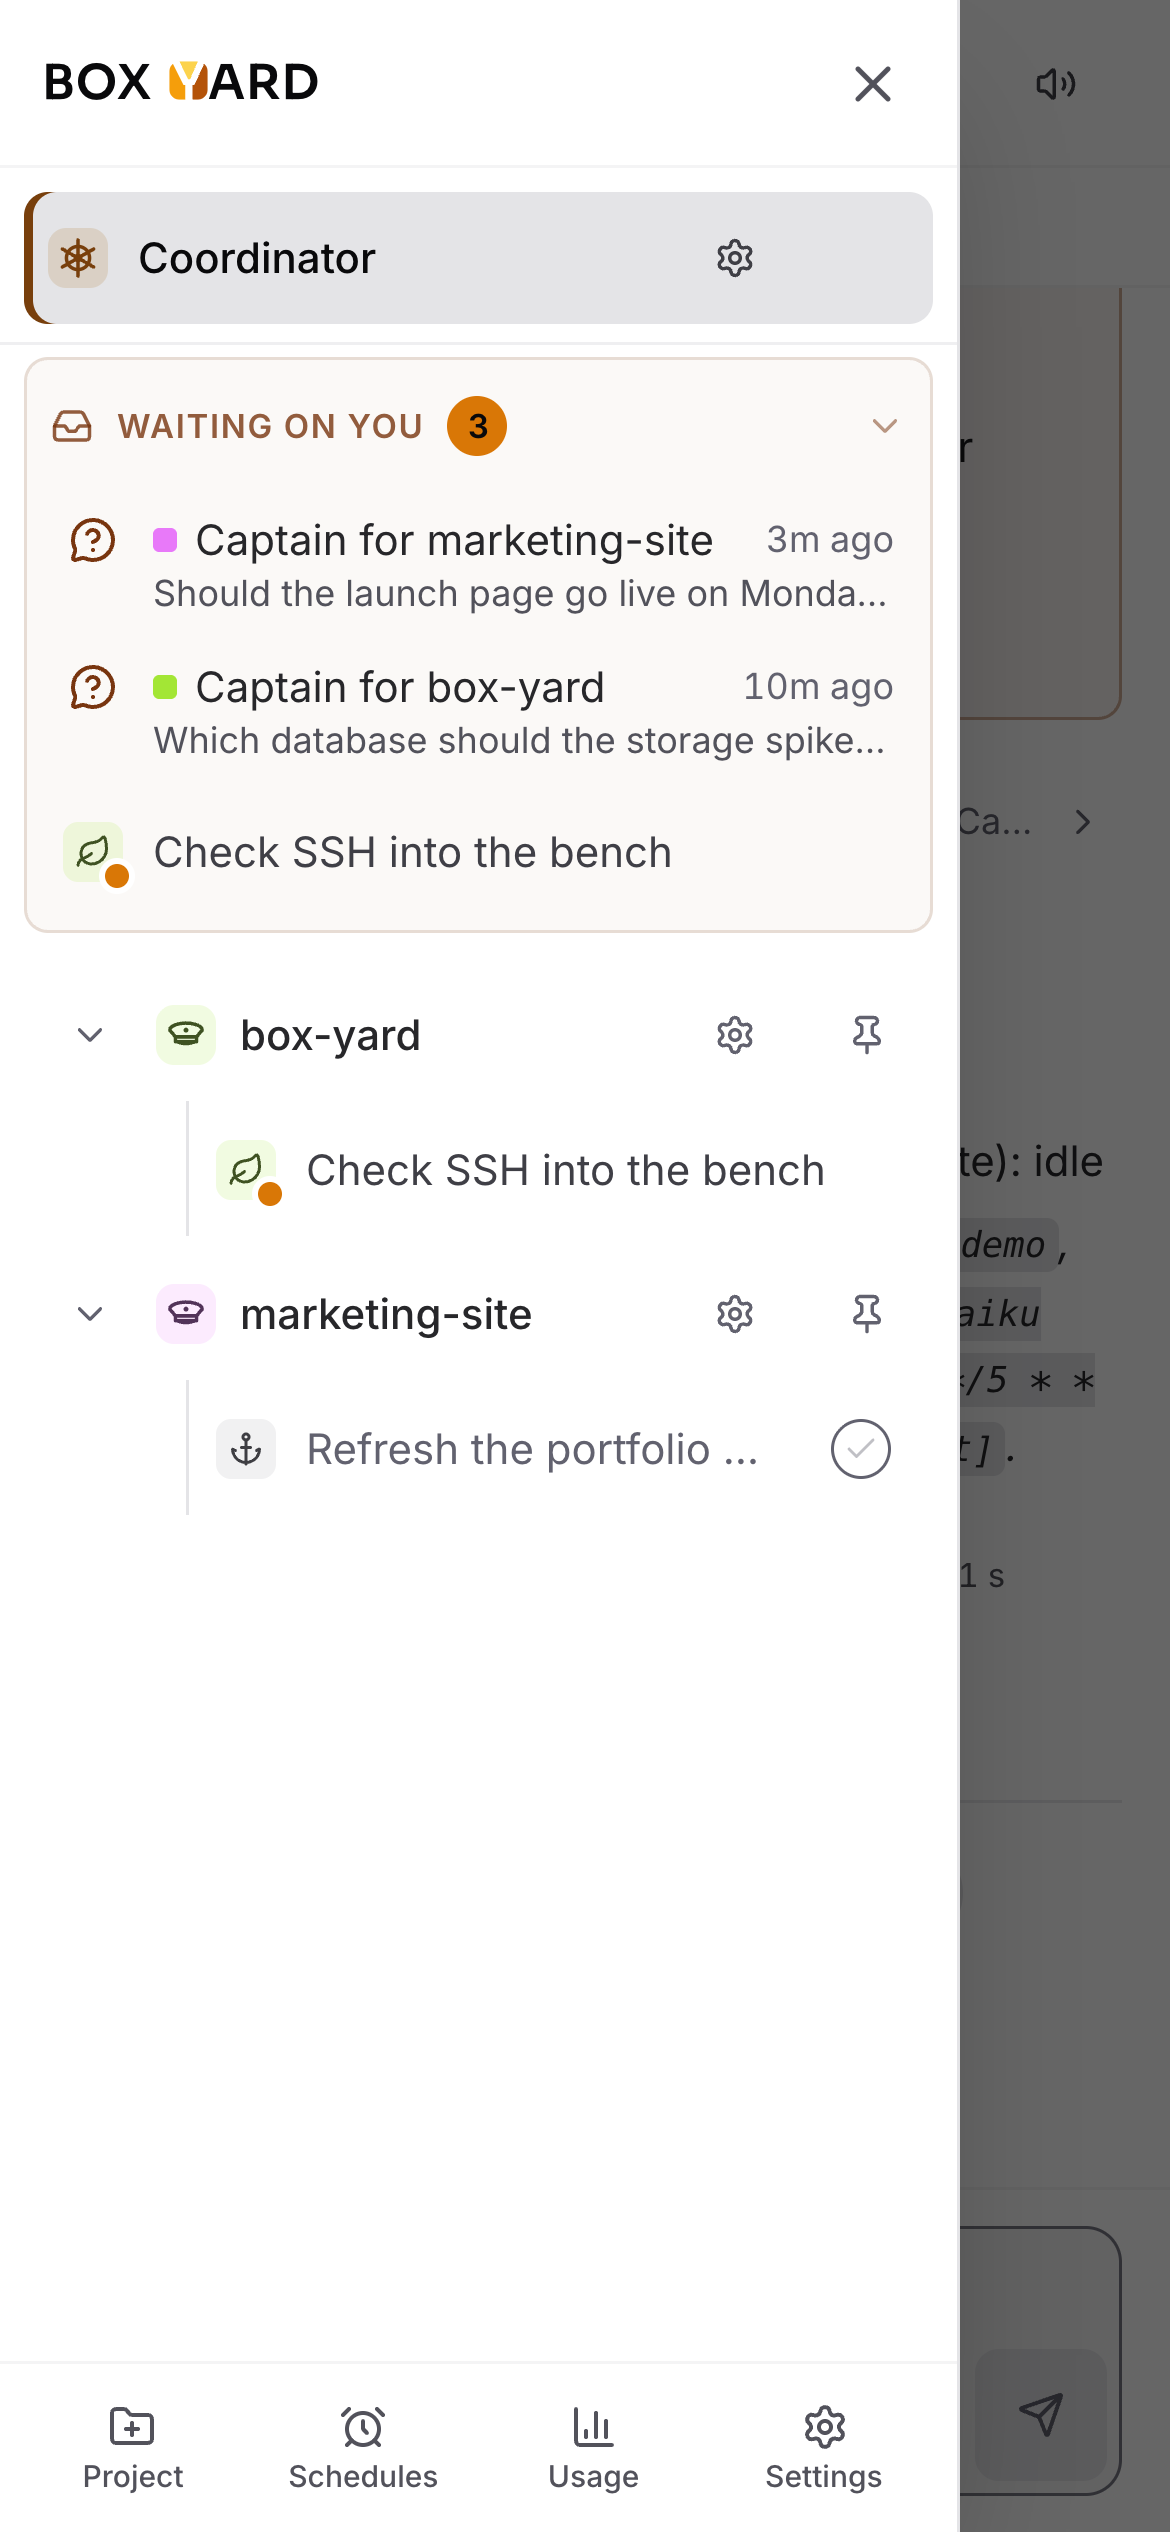 BOX YARD
Coordinator
WAITING ON YOU 3
Captain for marketing-site 3m ago
Should the launch page go live on Monda...
Captain for box-yard 10m ago
Which database should the storage spike...
Check SSH into the bench
box-yard
Check SSH into the bench
marketing-site
Refresh the portfolio ...
Project Schedules Usage Settings
r
Ca...
te): idle
demo,
aiku
/5 * *
t].
1 s